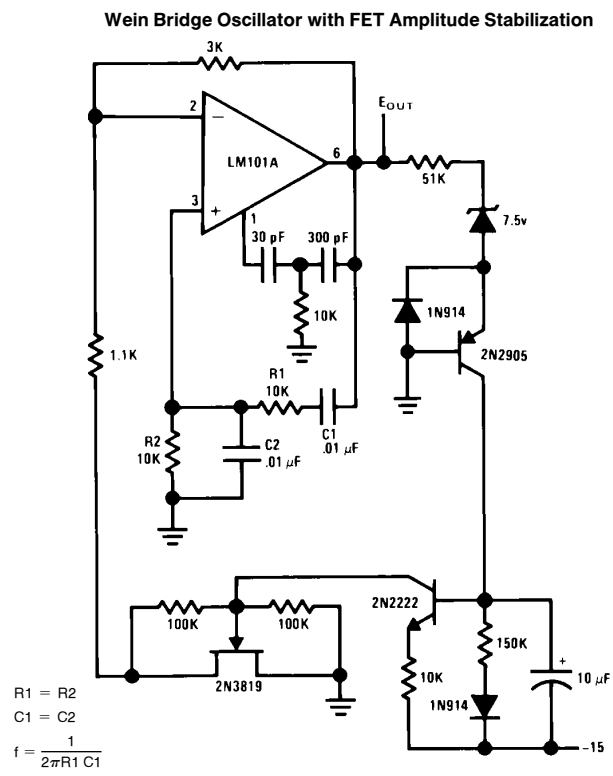 Wein Bridge Oscillator with FET Amplitude Stabilization
3K
EOUT
2
−
LM101A
6
51K
3
+
1
30 pF
300 pF
7.5v
10K
1N914
2N2905
1.1K
R1
10K
C1
.01 μF
R2
10K
C2
.01 μF
100K
100K
2N3819
2N2222
10K
150K
1N914
+
10 μF
−15
R1 = R2
C1 = C2
f = 1 / 2πR1 C1